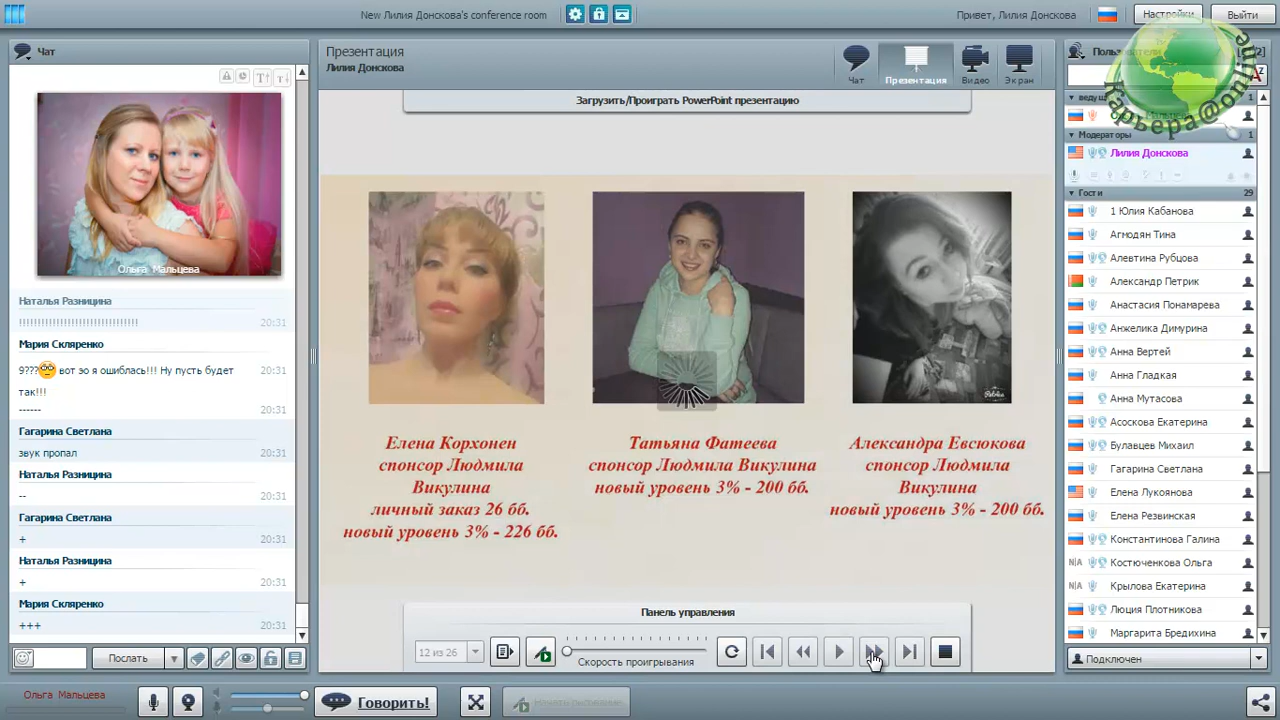 New Лилия Донскова's conference room
Привет, Лилия Донскова
Настройки
Выйти
Чат
Ольга Мальцева
Наталья Разницина
!!!!!!!!!!!!!!!!!!!!!!!!!!!!!!
20:31
Мария Скляренко
9??? вот эо я ошиблась!!! Ну пусть будет
20:31
так!!!
------
20:31
Гагарина Светлана
звук пропал
20:31
Наталья Разницина
--
20:31
Гагарина Светлана
+
20:31
Наталья Разницина
+
20:31
Мария Скляренко
+++
20:31
Послать
Презентация
Лилия Донскова
Чат
Презентация
Видео
Экран
Загрузить/Проиграть PowerPoint презентацию
Елена Корхонен
спонсор Людмила
Викулина
личный заказ 26 бб.
новый уровень 3% - 226 бб.
Татьяна Фатеева
спонсор Людмила Викулина
новый уровень 3% - 200 бб.
Александра Евсюкова
спонсор Людмила
Викулина
новый уровень 3% - 200 бб.
Панель управления
12 из 26
Скорость проигрывания
карьера@online
Модераторы
1
Лилия Донскова
Гости
29
1 Юлия Кабанова
Агмодян Тина
Алевтина Рубцова
Александр Петрик
Анастасия Понамарева
Анжелика Димурина
Анна Вертей
Анна Гладкая
Анна Мутасова
Асоскова Екатерина
Булавцев Михаил
Гагарина Светлана
Елена Лукоянова
Елена Резвинская
Константинова Галина
N/A Костюченкова Ольга
N/A Крылова Екатерина
Люция Плотникова
Маргарита Бредихина
Подключен
Ольга Мальцева
Говорить!